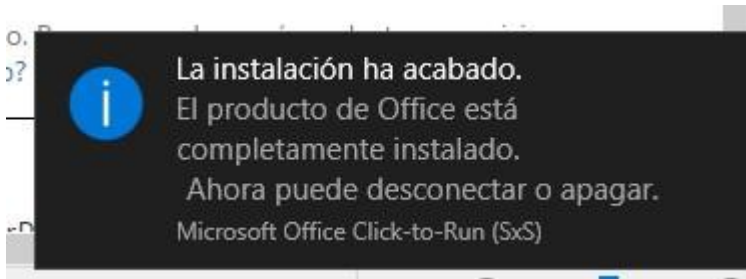 o.
o?
La instalación ha acabado.
El producto de Office está
completamente instalado.
Ahora puede desconectar o apagar.
Microsoft Office Click-to-Run (SxS)